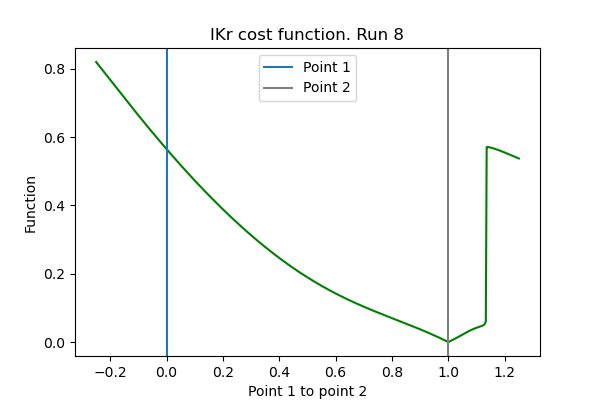 IKr cost function. Run 8
Point 1
Point 2
Function
0.8
0.6
0.4
0.2
0.0
−0.2 0.0 0.2 0.4 0.6 0.8 1.0 1.2
Point 1 to point 2